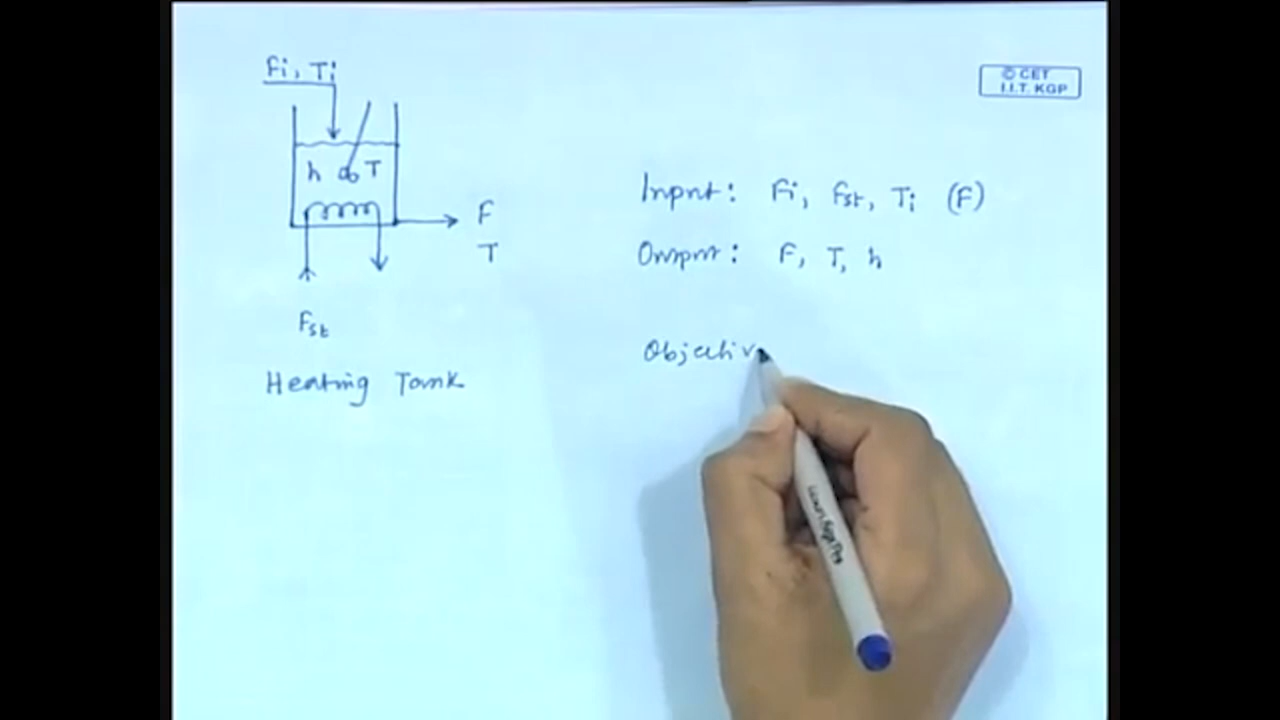 Fi, Ti
© CET
I.I.T. KGP
h T
F
T
Fst
Heating Tank
Input: Fi, Fst, Ti (F)
Output: F, T, h
Objectiv